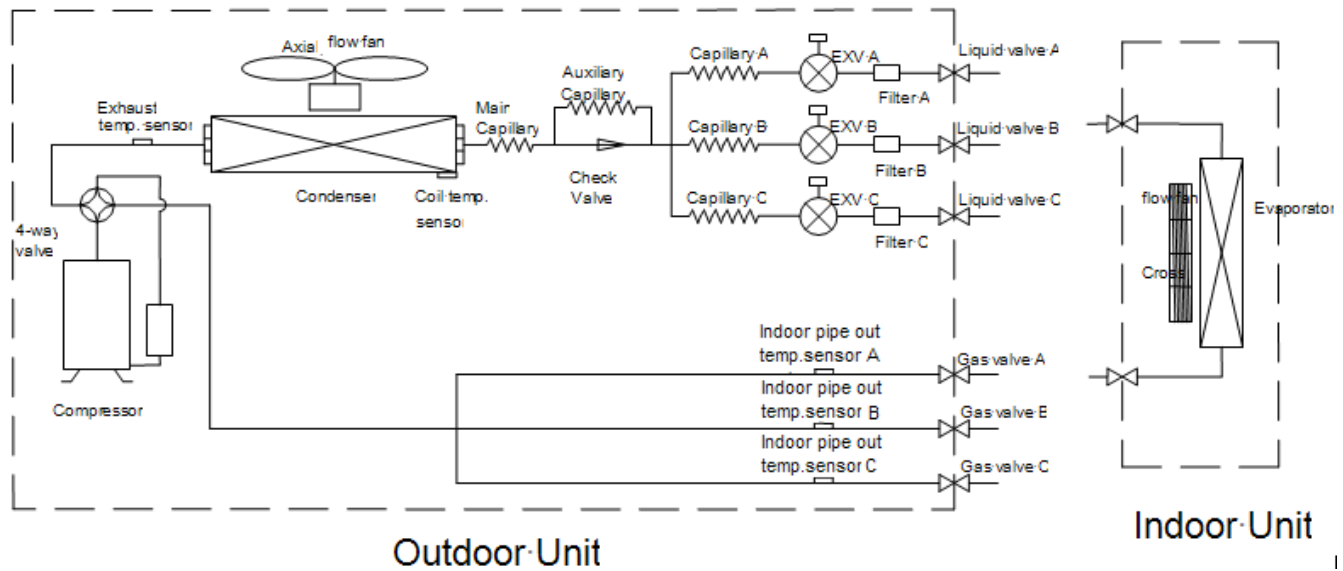 Axial flow fan
Exhaust
temp.sensor
Main
Capillary
Auxiliary
Capillary
Capillary·A
EXV·A
Filter·A
Liquid·valve·A
Capillary·B
EXV·B
Filter·B
Liquid·valve·B
Check
Valve
Condenser
Coil·temp.
sensor
Capillary·C
EXV·C
Filter·C
Liquid·valve·C
4-way
valve
Compressor
Indoor pipe out
temp.sensor A
Gas·valve·A
Indoor pipe out
temp.sensor B
Gas·valve·B
Indoor pipe out
temp.sensor C
Gas·valve·C
Outdoor·Unit
flow·fan
Cross
Evaporator
Indoor·Unit